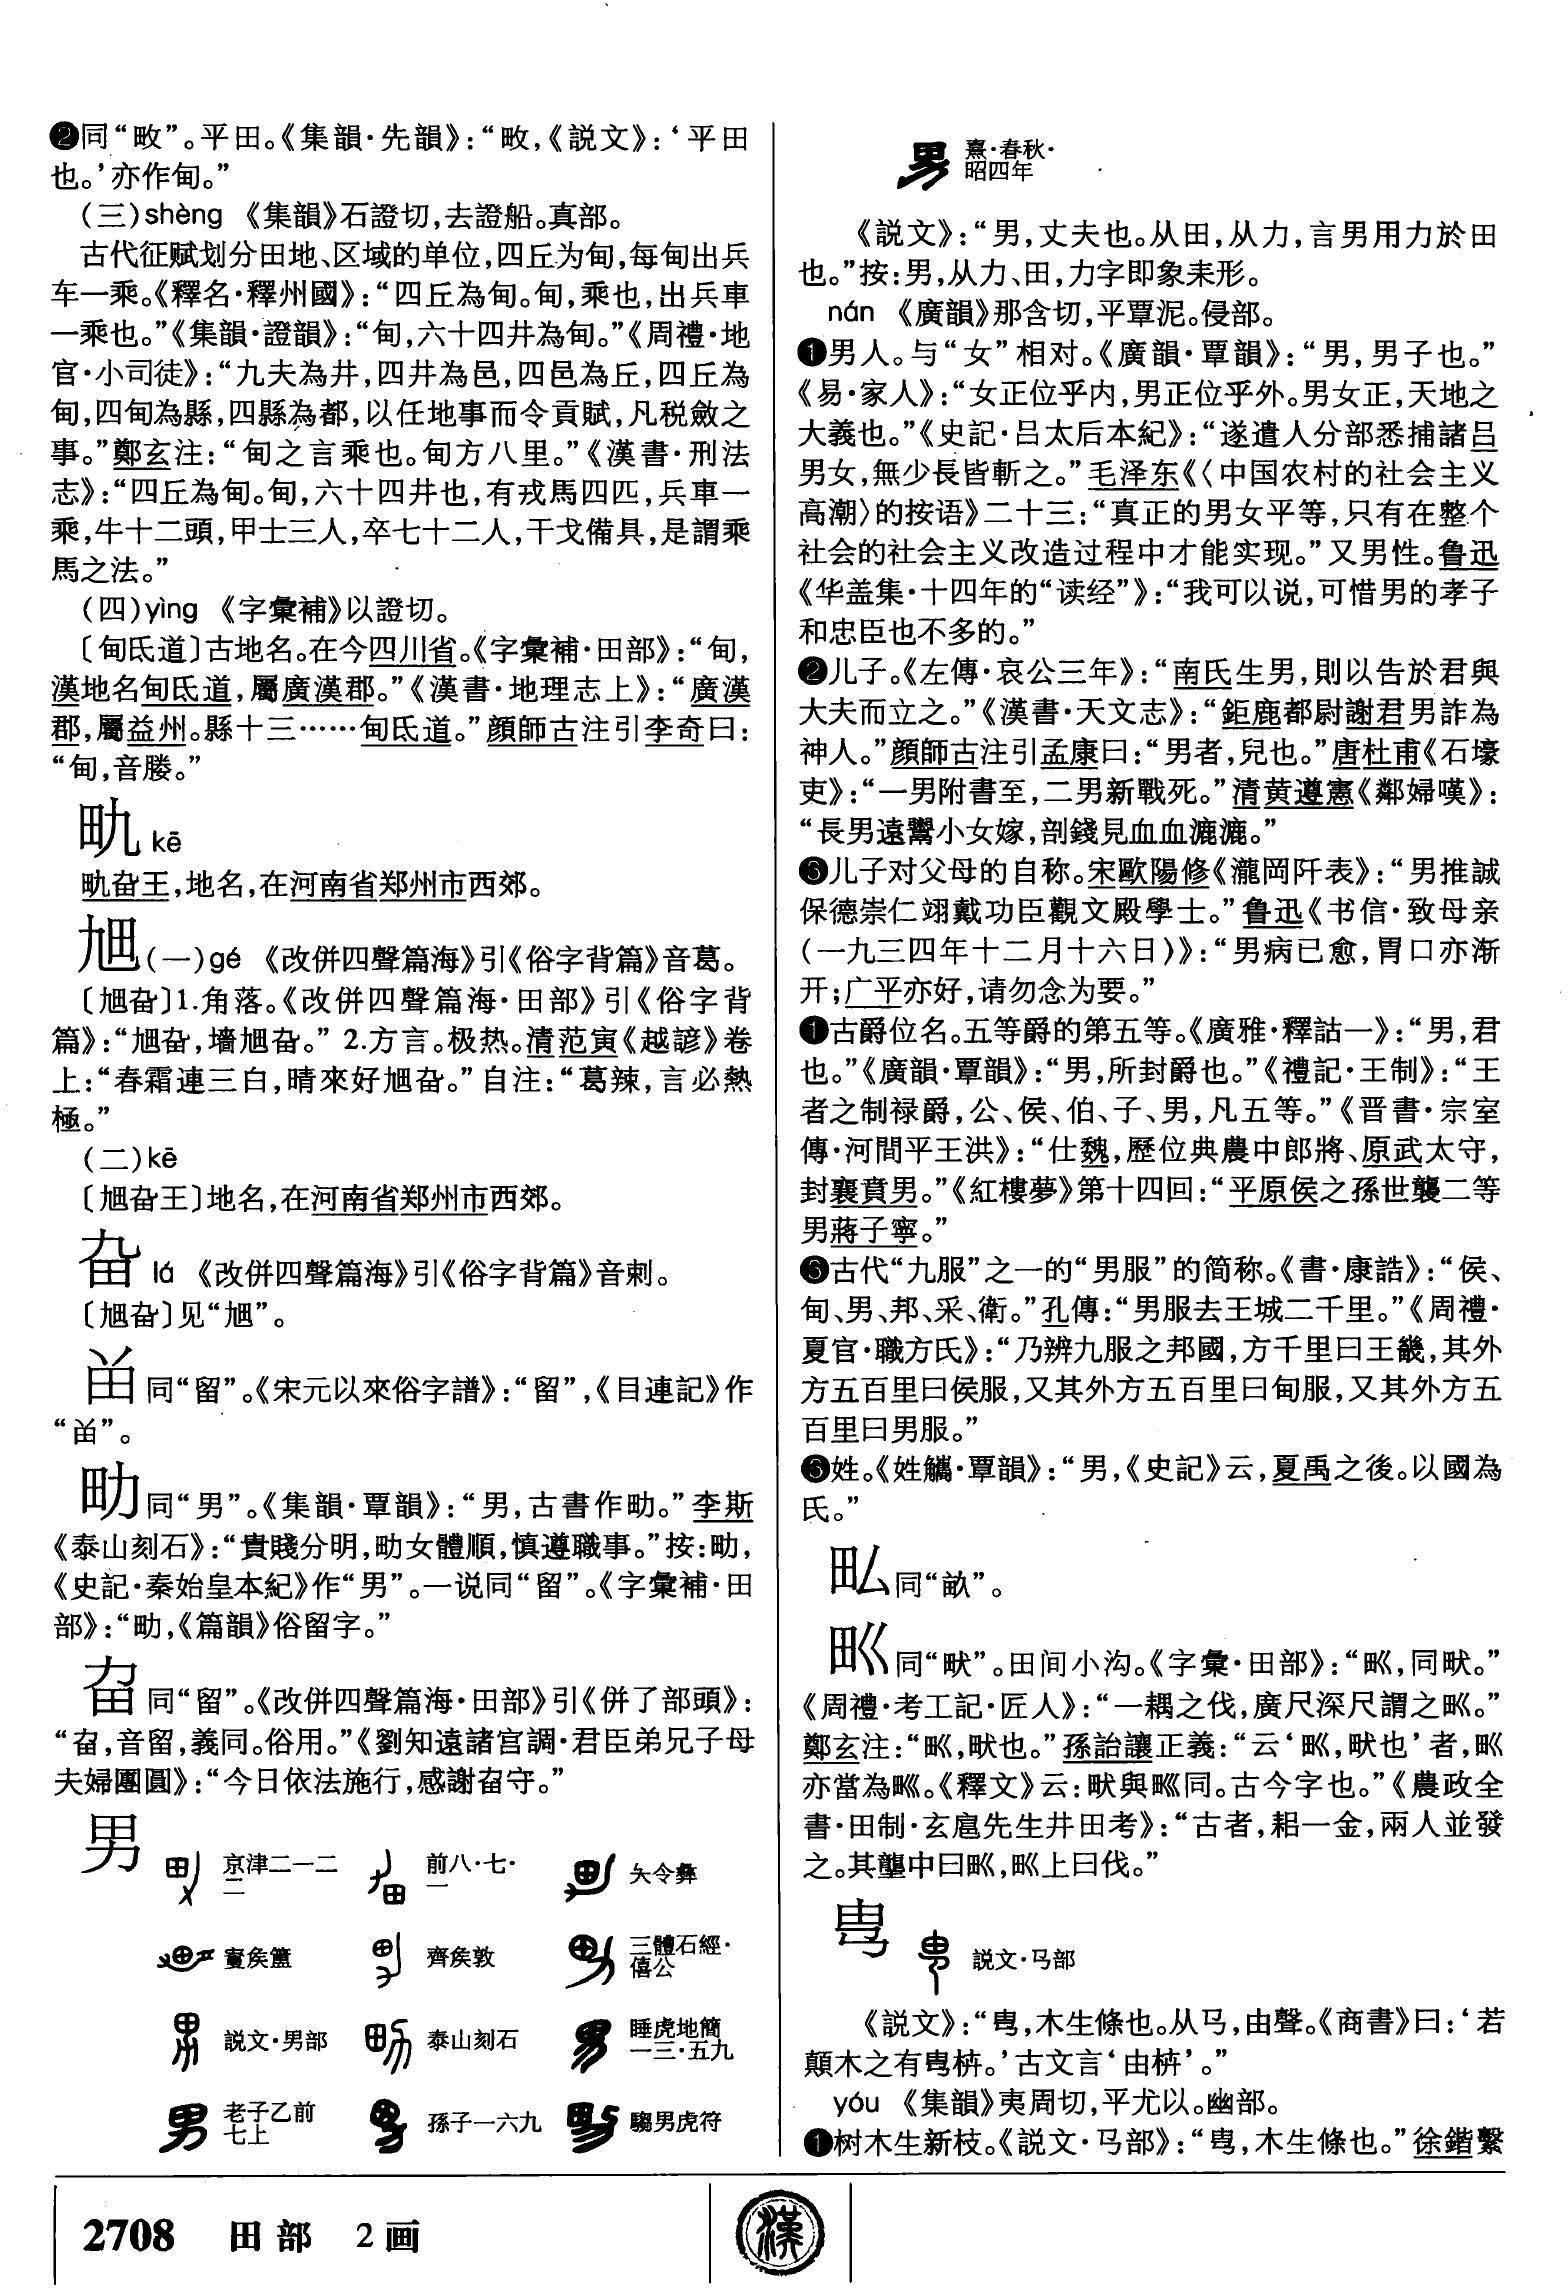 ❷同“畋”。平田。《集韻·先韻》：“畋，《説文》：‘平田
也。’亦作甸。”
(三)shèng 《集韻》石證切，去證船。真部。
古代征赋划分田地、区域的单位，四丘为甸，每甸出兵
车一乘。《釋名·釋州國》：“四丘為甸。甸，乘也，出兵車
一乘也。”《集韻·證韻》：“甸，六十四井為甸。”《周禮·地
官·小司徒》：“九夫為井，四井為邑，四邑為丘，四丘為
甸，四甸為縣，四縣為都，以任地事而令貢賦，凡税斂之
事。”鄭玄注：“甸之言乘也。甸方八里。”《漢書·刑法
志》：“四丘為甸。甸，六十四井也，有戎馬四匹，兵車一
乘，牛十二頭，甲士三人，卒七十二人，干戈備具，是謂乘
馬之法。”
(四)yìng 《字彙補》以證切。
〔甸氐道〕古地名。在今四川省。《字彙補·田部》：“甸，
漢地名甸氐道，屬廣漢郡。”《漢書·地理志上》：“廣漢
郡，屬益州。縣十三……甸氐道。”顔師古注引李奇曰：
“甸，音媵。”
畂 kē
王，地名，在河南省郑州市西郊。
旭 (一)gé 《改併四聲篇海》引《俗字背篇》音葛。
〔旮〕1.角落。《改併四聲篇海·田部》引《俗字背
篇》：“，墻。” 2.方言。极热。清范寅《越諺》卷
上：“春霜連三白，晴來好。”自注：“葛辣，言必熱
極。”
(二)kē
〔王〕地名，在河南省郑州市西郊。
lá 《改併四聲篇海》引《俗字背篇》音剌。
〔〕见“”。
同“留”。《宋元以來俗字譜》：“留”，《目連記》作
“”。
㽖同“男”。《集韻·覃韻》：“男，古書作㽖。”李斯
《泰山刻石》：“貴賤分明，㽖女體順，慎遵職事。”按：㽖，
《史記·秦始皇本紀》作“男”。一说同“留”。《字彙補·田
部》：“㽖，《篇韻》俗留字。”
㽞同“留”。《改併四聲篇海·田部》引《併了部頭》：
“㽞，音留，義同。俗用。”《劉知遠諸宫調·君臣弟兄子母
夫婦團圓》：“今日依法施行，感謝㽞守。”
男 京津二一二二 前八·七·一 夨令彝
𡪀矦簠 齊矦敦 三體石經·僖公
説文·男部 泰山刻石 睡虎地簡一三·五九
老子乙前七上 孫子一六九 騶男虎符
熹·春秋·昭四年
《説文》：“男，丈夫也。从田，从力，言男用力於田
也。”按：男，从力、田，力字即象耒形。
nán 《廣韻》那含切，平覃泥。侵部。
❶男人。与“女”相对。《廣韻·覃韻》：“男，男子也。”
《易·家人》：“女正位乎内，男正位乎外。男女正，天地之
大義也。”《史記·吕太后本紀》：“遂遣人分部悉捕諸吕
男女，無少長皆斬之。”毛泽东《〈中国农村的社会主义
高潮〉的按语》二十三：“真正的男女平等，只有在整个
社会的社会主义改造过程中才能实现。”又男性。鲁迅
《华盖集·十四年的“读经”》：“我可以说，可惜男的孝子
和忠臣也不多的。”
❷儿子。《左傳·哀公三年》：“南氏生男，則以告於君與
大夫而立之。”《漢書·天文志》：“鉅鹿都尉謝君男詐為
神人。”顔師古注引孟康曰：“男者，兒也。”唐杜甫《石壕
吏》：“一男附書至，二男新戰死。”清黄遵憲《鄰婦嘆》：
“長男遠鬻小女嫁，剖錢見血血漉漉。”
❸儿子对父母的自称。宋歐陽修《瀧岡阡表》：“男推誠
保德崇仁翊戴功臣觀文殿學士。”鲁迅《书信·致母亲
(一九三四年十二月十六日)》：“男病已愈，胃口亦渐
开；广平亦好，请勿念为要。”
❶古爵位名。五等爵的第五等。《廣雅·釋詁一》：“男，君
也。”《廣韻·覃韻》：“男，所封爵也。”《禮記·王制》：“王
者之制禄爵，公、侯、伯、子、男，凡五等。”《晋書·宗室
傳·河間平王洪》：“仕魏，歷位典農中郎將、原武太守，
封襄賁男。”《紅樓夢》第十四回：“平原侯之孫世襲二等
男蔣子寧。”
❺古代“九服”之一的“男服”的简称。《書·康誥》：“侯、
甸、男、邦、采、衛。”孔傳：“男服去王城二千里。”《周禮·
夏官·職方氏》：“乃辨九服之邦國，方千里曰王畿，其外
方五百里曰侯服，又其外方五百里曰甸服，又其外方五
百里曰男服。”
❻姓。《姓觿·覃韻》：“男，《史記》云，夏禹之後。以國為
氏。”
同“畝”。
甽同“畎”。田间小沟。《字彙·田部》：“，同畎。”
《周禮·考工記·匠人》：“一耦之伐，廣尺深尺謂之。”
鄭玄注：“，畎也。”孫詒讓正義：“云‘，畎也’者，
亦當為。《釋文》云：畎與同。古今字也。”《農政全
書·田制·玄扈先生井田考》：“古者，耜一金，兩人並發
之。其壟中曰，上曰伐。”
甹 説文·马部
《説文》：“甹，木生條也。从马，由聲。《商書》曰：‘若
顛木之有甹枿。’古文言‘由枿’。”
yóu 《集韻》夷周切，平尤以。幽部。
❶树木生新枝。《説文·马部》：“甹，木生條也。”徐鍇繫
2708 田部 2画
漢